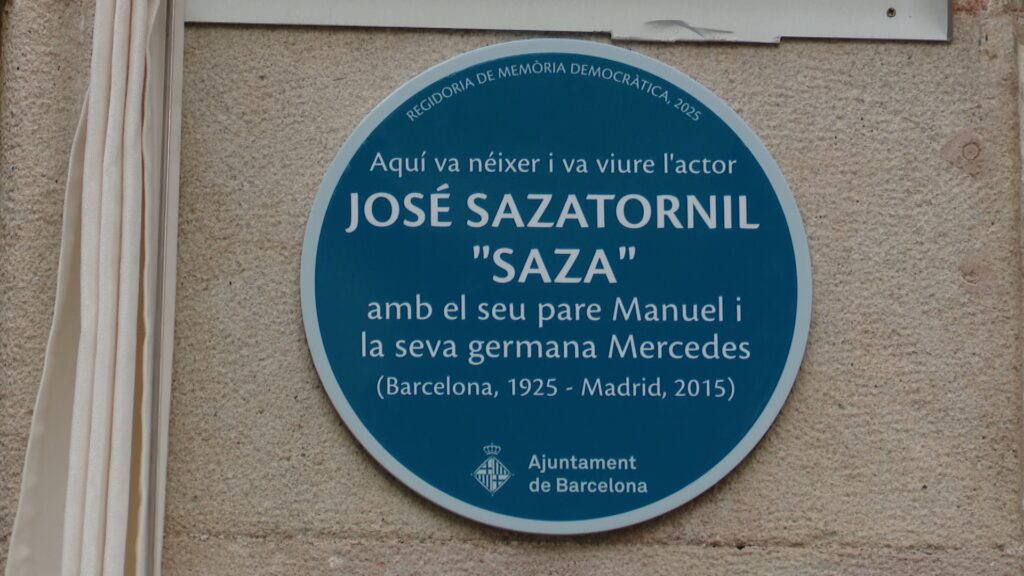 REGIDORIA DE MEMÒRIA DEMOCRÀTICA, 2025
Aquí va néixer i va viure l'actor
JOSÉ SAZATORNIL
"SAZA"
amb el seu pare Manuel i
la seva germana Mercedes
(Barcelona, 1925 - Madrid, 2015)
Ajuntament
de Barcelona